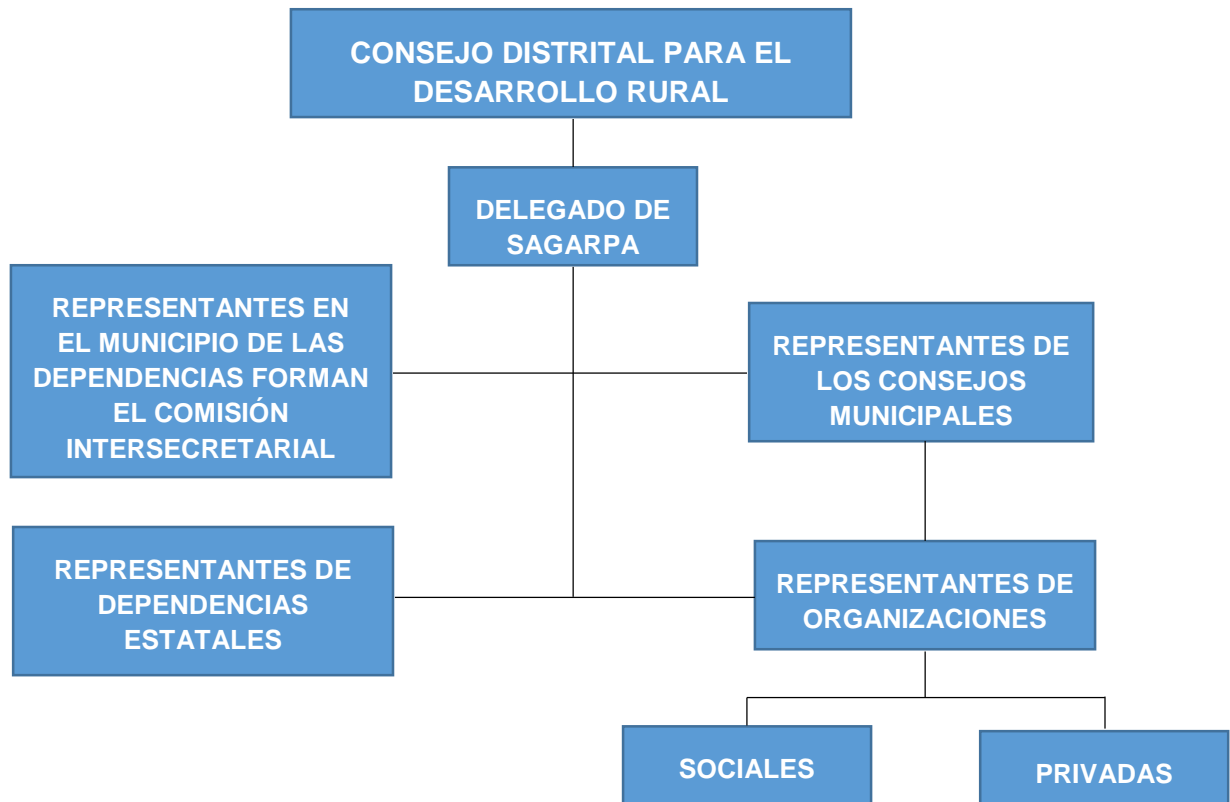 CONSEJO DISTRITAL PARA EL
DESARROLLO RURAL
DELEGADO DE
SAGARPA
REPRESENTANTES EN
EL MUNICIPIO DE LAS
DEPENDENCIAS FORMAN
EL COMISIÓN
INTERSECRETARIAL
REPRESENTANTES DE
LOS CONSEJOS
MUNICIPALES
REPRESENTANTES DE
DEPENDENCIAS
ESTATALES
REPRESENTANTES DE
ORGANIZACIONES
SOCIALES
PRIVADAS